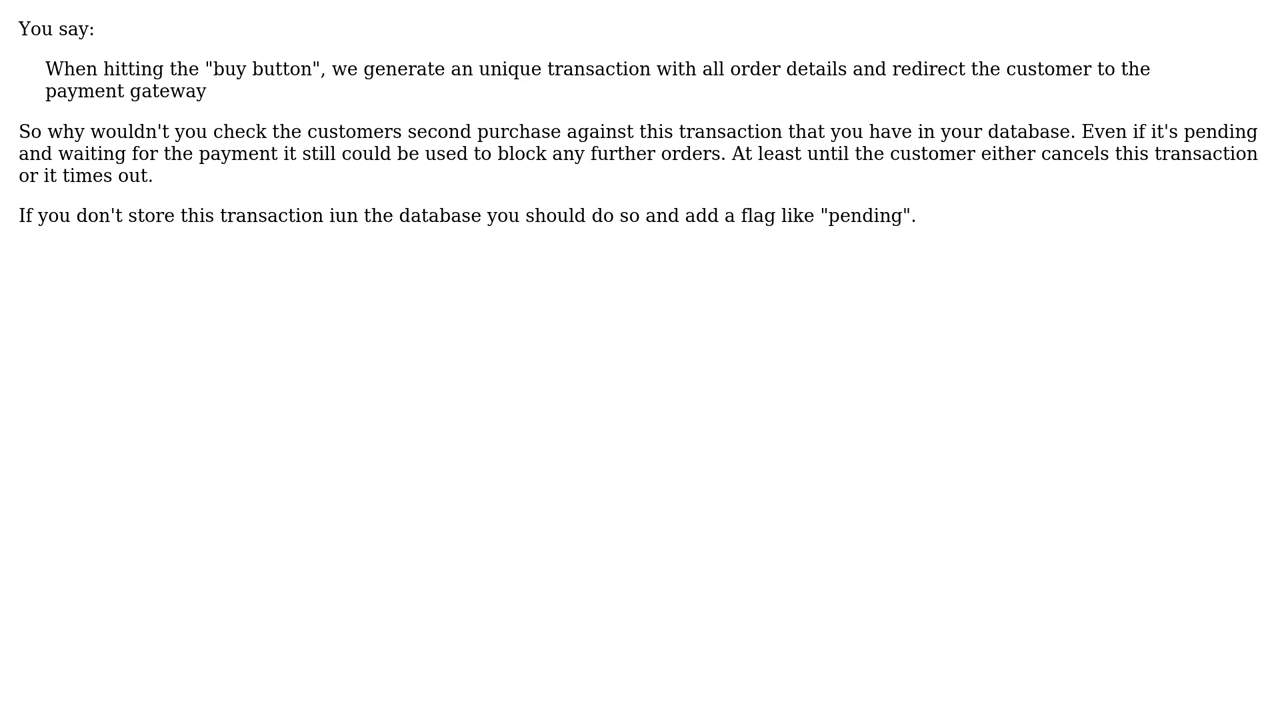 You say:
When hitting the "buy button", we generate an unique transaction with all order details and redirect the customer to the
payment gateway
So why wouldn't you check the customers second purchase against this transaction that you have in your database. Even if it's pending
and waiting for the payment it still could be used to block any further orders. At least until the customer either cancels this transaction
or it times out.
If you don't store this transaction iun the database you should do so and add a flag like "pending".